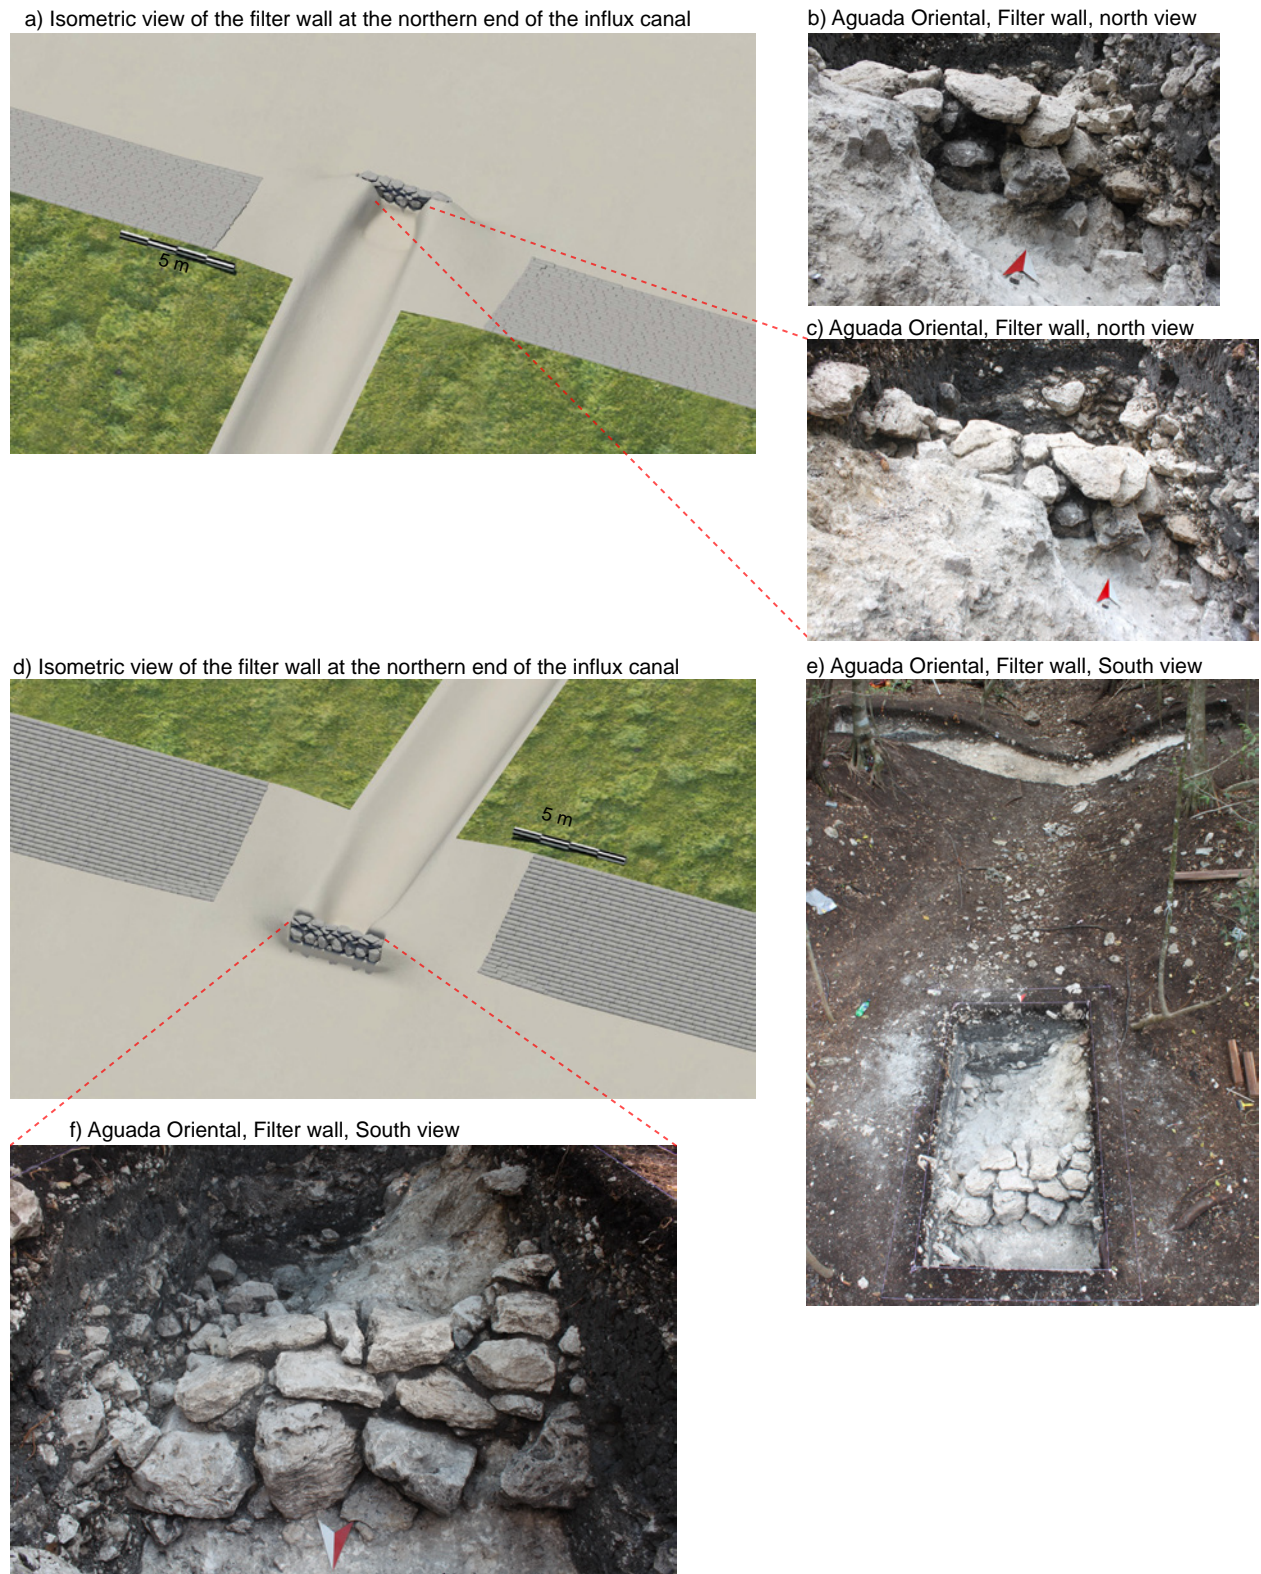 a) Isometric view of the filter wall at the northern end of the influx canal
5 m
b) Aguada Oriental, Filter wall, north view
c) Aguada Oriental, Filter wall, north view
d) Isometric view of the filter wall at the northern end of the influx canal
5 m
e) Aguada Oriental, Filter wall, South view
f) Aguada Oriental, Filter wall, South view